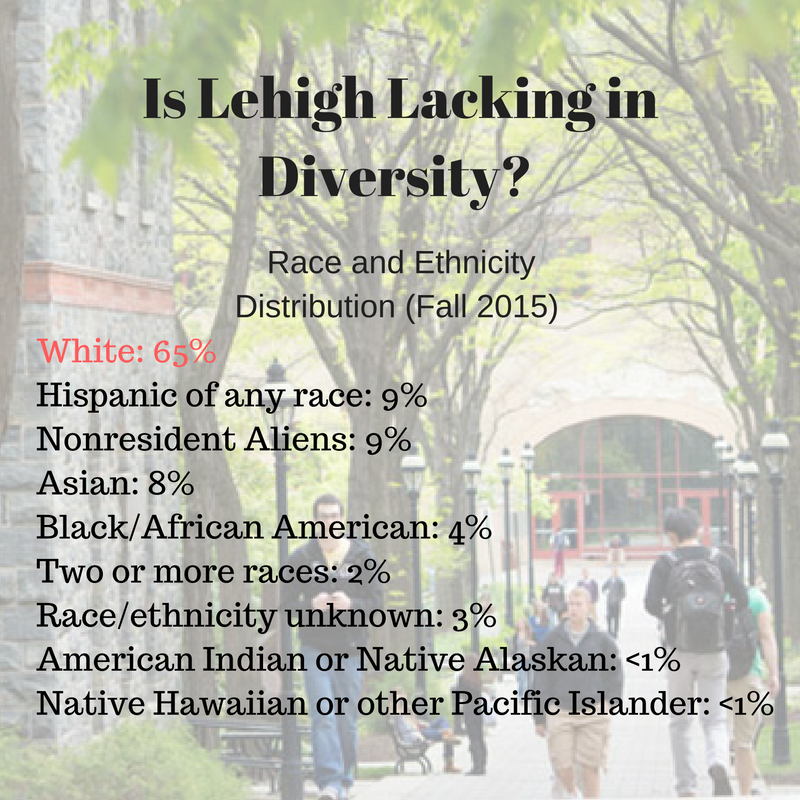 Is Lehigh Lacking in
Diversity?
Race and Ethnicity
Distribution (Fall 2015)
White: 65%
Hispanic of any race: 9%
Nonresident Aliens: 9%
Asian: 8%
Black/African American: 4%
Two or more races: 2%
Race/ethnicity unknown: 3%
American Indian or Native Alaskan: <1%
Native Hawaiian or other Pacific Islander: <1%